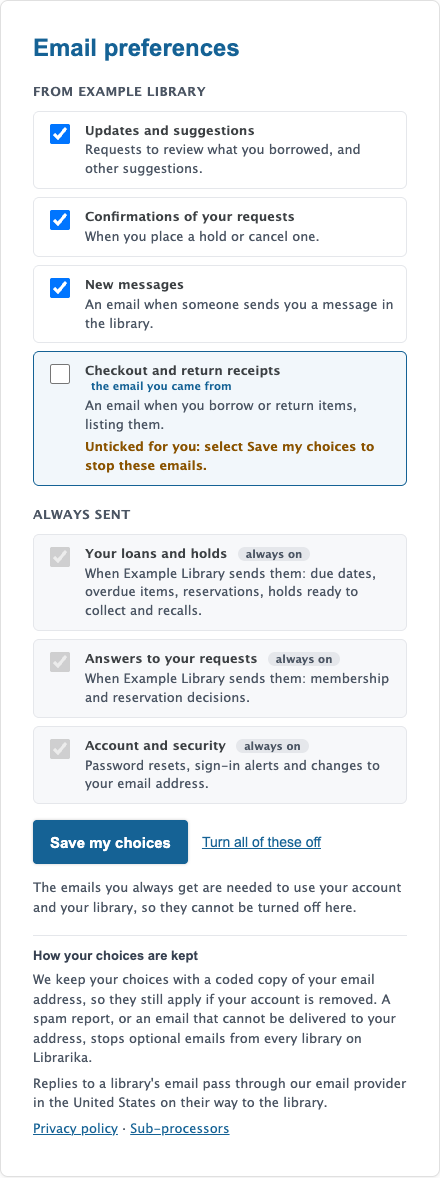 Email preferences
FROM EXAMPLE LIBRARY
Updates and suggestions
Requests to review what you borrowed, and
other suggestions.
Confirmations of your requests
When you place a hold or cancel one.
New messages
An email when someone sends you a message in
the library.
Checkout and return receipts
the email you came from
An email when you borrow or return items,
listing them.
Unticked for you: select Save my choices to
stop these emails.
ALWAYS SENT
Your loans and holds always on
When Example Library sends them: due dates,
overdue items, reservations, holds ready to
collect and recalls.
Answers to your requests always on
When Example Library sends them: membership
and reservation decisions.
Account and security always on
Password resets, sign-in alerts and changes to
your email address.
Save my choices Turn all of these off
The emails you always get are needed to use your account
and your library, so they cannot be turned off here.
How your choices are kept
We keep your choices with a coded copy of your email
address, so they still apply if your account is removed. A
spam report, or an email that cannot be delivered to your
address, stops optional emails from every library on
Librarika.
Replies to a library's email pass through our email provider
in the United States on their way to the library.
Privacy policy · Sub-processors